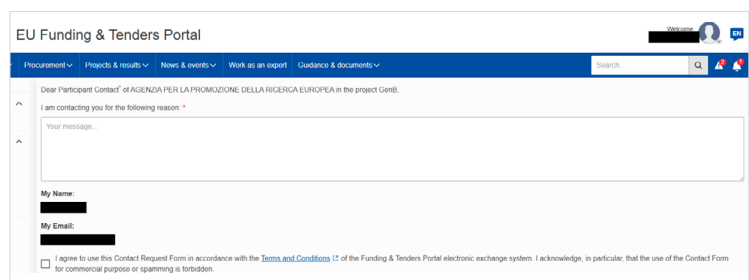 EU Funding & Tenders Portal
Welcome
EN
Procurement Projects & results News & events Work as an expert Guidance & documents Search...
Dear Participant Contact* of AGENZIA PER LA PROMOZIONE DELLA RICERCA EUROPEA in the project GenB,
I am contacting you for the following reason: *
Your message...
My Name:
My Email:
I agree to use this Contact Request Form in accordance with the Terms and Conditions of the Funding & Tenders Portal electronic exchange system. I acknowledge, in particular, that the use of the Contact Form
for commercial purpose or spamming is forbidden.